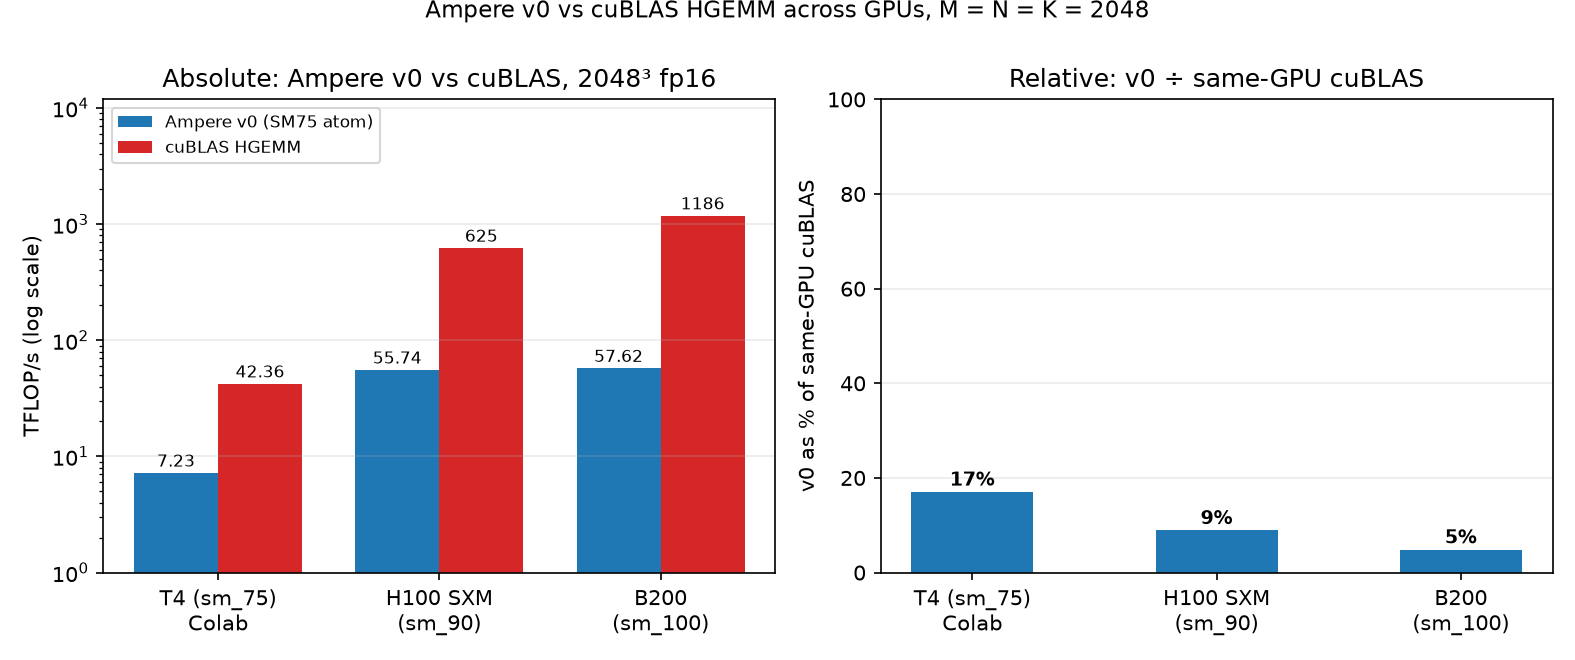 Ampere v0 vs cuBLAS HGEMM across GPUs, M = N = K = 2048
Absolute: Ampere v0 vs cuBLAS, 2048³ fp16
TFLOP/s (log scale)
10⁴
10³
10²
10¹
10⁰
Ampere v0 (SM75 atom)
cuBLAS HGEMM
7.23
42.36
55.74
625
57.62
1186
T4 (sm_75)
Colab
H100 SXM
(sm_90)
B200
(sm_100)
Relative: v0 ÷ same-GPU cuBLAS
v0 as % of same-GPU cuBLAS
100
80
60
40
20
0
17%
9%
5%
T4 (sm_75)
Colab
H100 SXM
(sm_90)
B200
(sm_100)